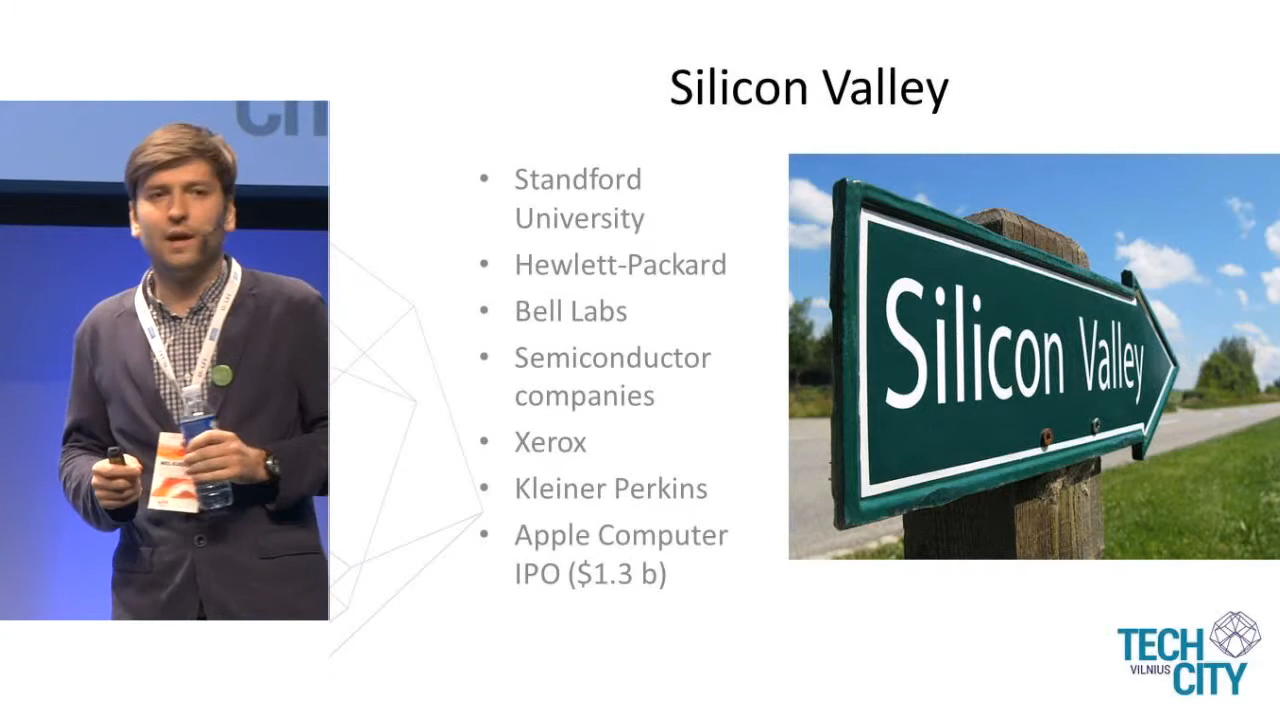 Silicon Valley
• Standford
University
• Hewlett-Packard
• Bell Labs
• Semiconductor
companies
• Xerox
• Kleiner Perkins
• Apple Computer
IPO ($1.3 b)
Silicon Valley
TECH
VILNIUS CITY